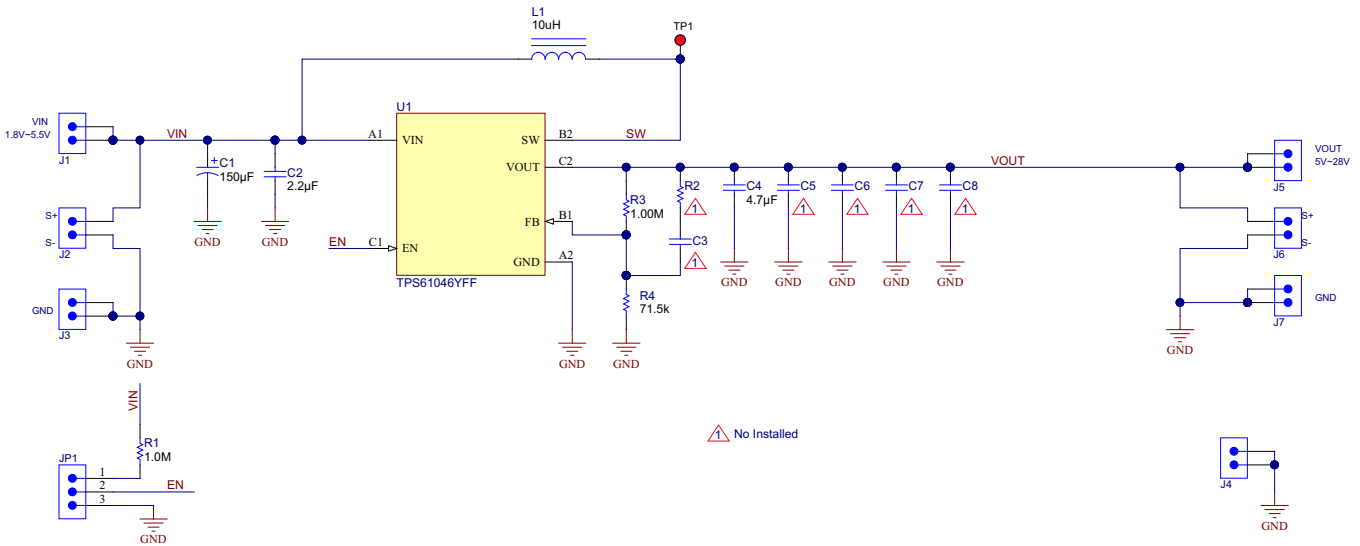 L1
10uH
TP1
U1
VIN
1.8V~5.5V
J1
VIN
A1
VIN
SW
B2
SW
VOUT
C2
VOUT
VOUT
5V~28V
J5
+
C1
150µF
C2
2.2µF
GND
GND
R3
1.00M
R2
1
C3
1
C4
4.7µF
C5
1
C6
1
C7
1
C8
1
S+
S-
J2
S+
S-
J6
FB
B1
EN
C1
EN
GND
A2
TPS61046YFF
GND
GND
GND
GND
GND
R4
71.5k
GND
J3
GND
J7
GND
GND
GND
GND
VIN
R1
1.0M
JP1
1
2
3
EN
GND
1 No Installed
J4
GND